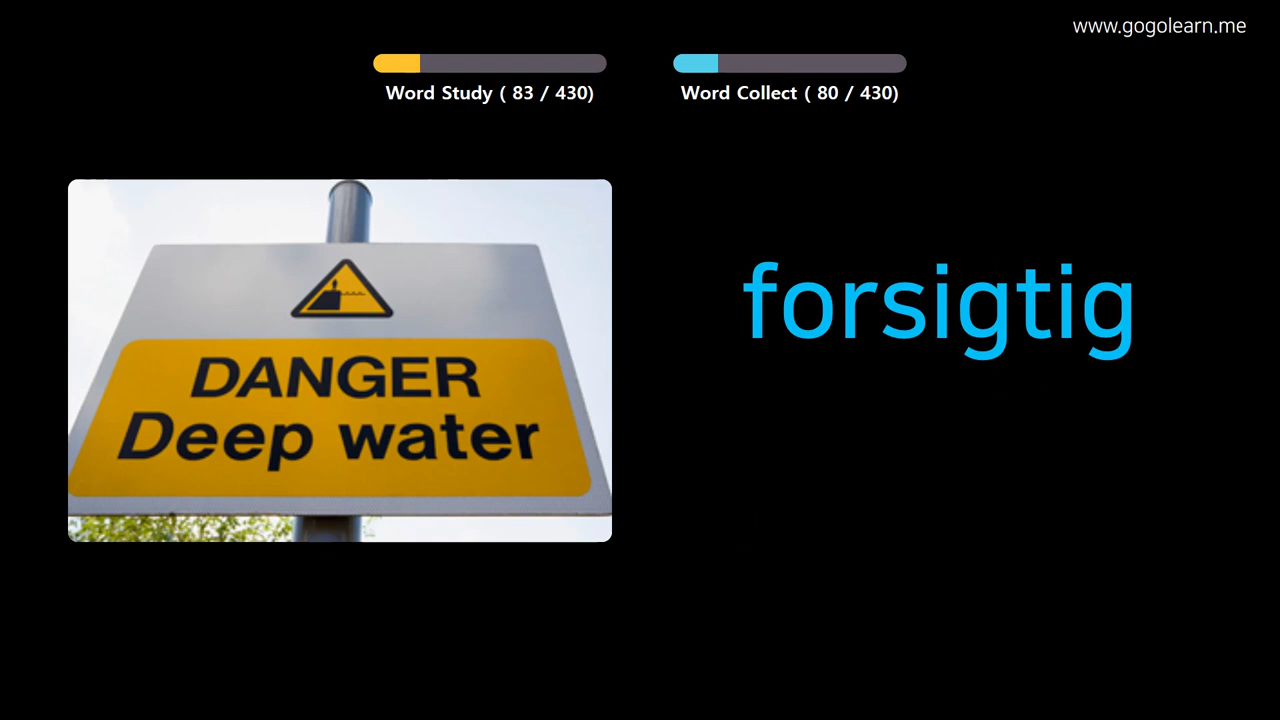 www.gogolearn.me
Word Study ( 83 / 430)
Word Collect ( 80 / 430)
DANGER
Deep water
forsigtig